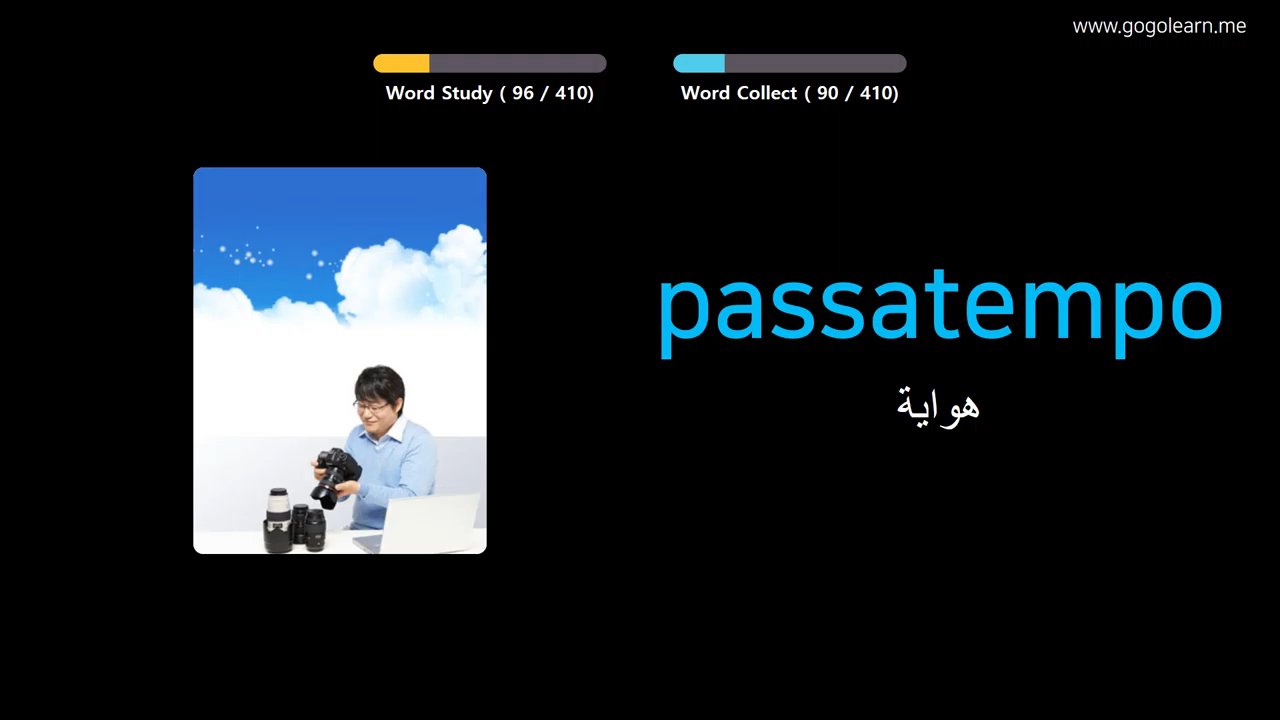 www.gogolearn.me
Word Study ( 96 / 410)
Word Collect ( 90 / 410)
passatempo
هواية